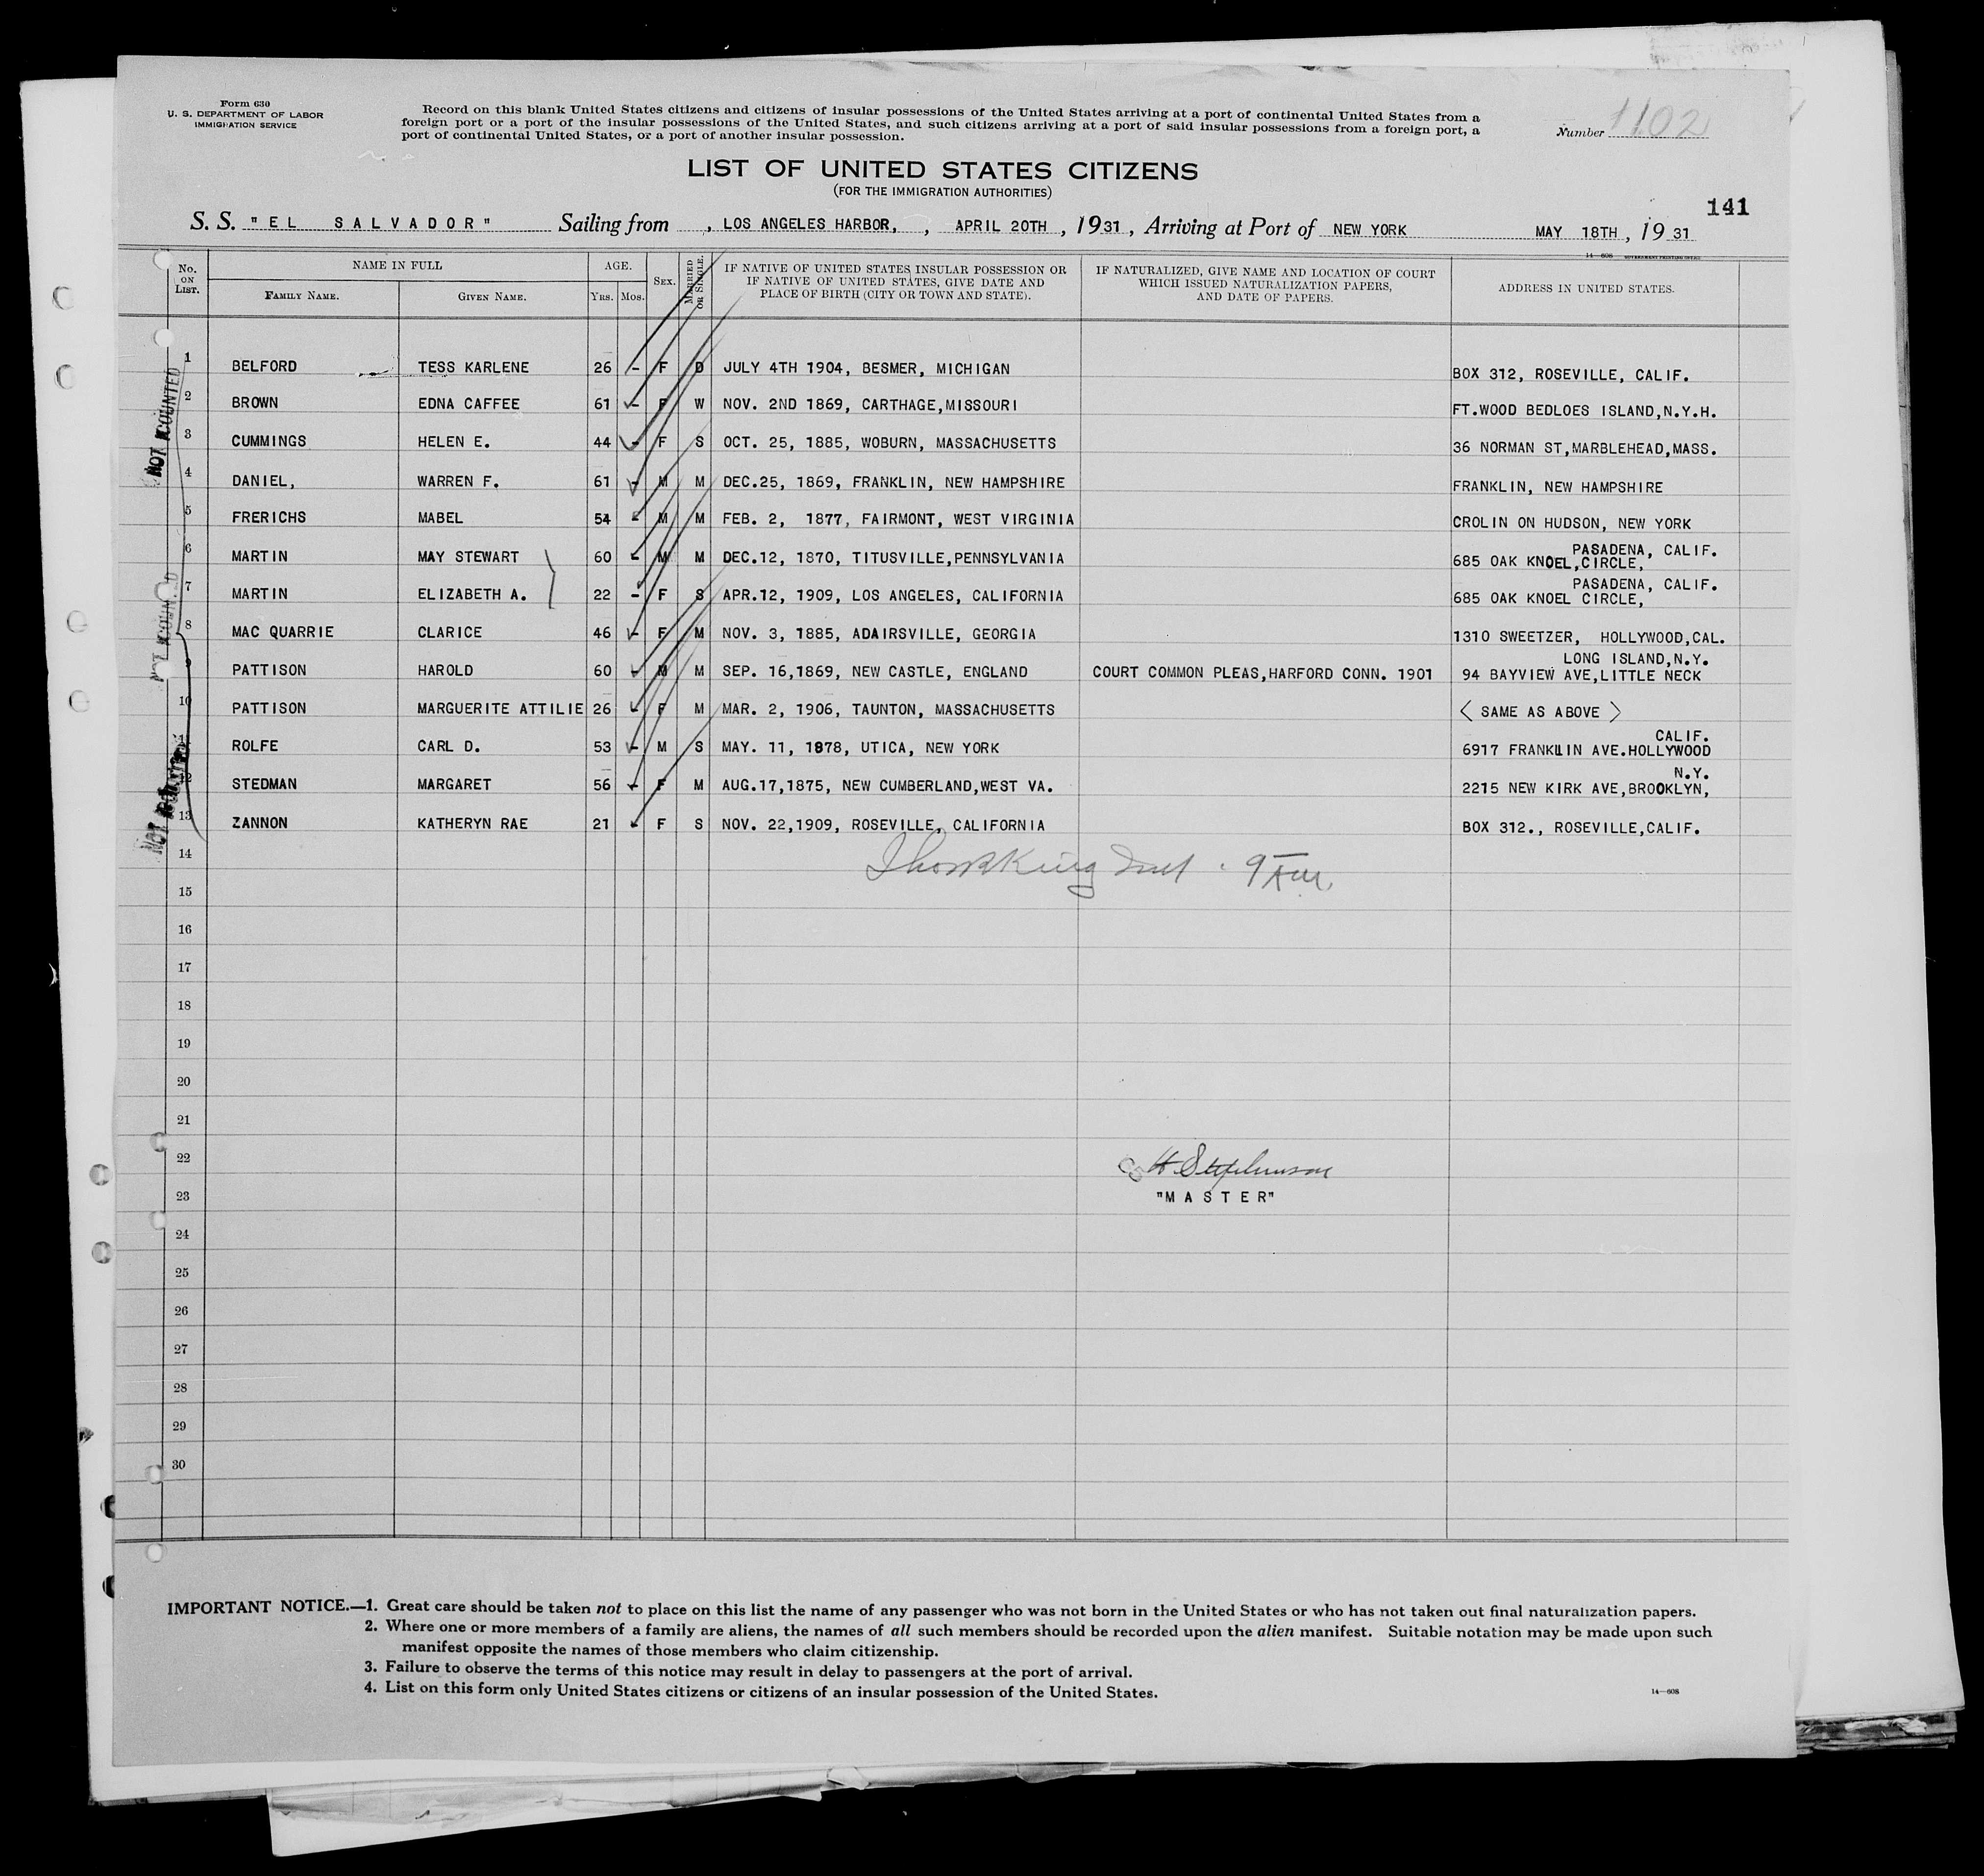 Form 630
U. S. DEPARTMENT OF LABOR
IMMIGRATION SERVICE
Record on this blank United States citizens and citizens of insular possessions of the United States arriving at a port of continental United States from a
foreign port or a port of the insular possessions of the United States, and such citizens arriving at a port of said insular possessions from a foreign port, a
port of continental United States, or a port of another insular possession.
Number 1102
LIST OF UNITED STATES CITIZENS
(FOR THE IMMIGRATION AUTHORITIES)
141
S. S. "EL SALVADOR" Sailing from , LOS ANGELES HARBOR, , APRIL 20TH , 1931 , Arriving at Port of NEW YORK MAY 18TH , 1931
14—608 GOVERNMENT PRINTING OFFICE
No. ON LIST. NAME IN FULL AGE. Sex. MARRIED OR SINGLE. IF NATIVE OF UNITED STATES INSULAR POSSESSION OR IF NATIVE OF UNITED STATES, GIVE DATE AND PLACE OF BIRTH (CITY OR TOWN AND STATE). IF NATURALIZED, GIVE NAME AND LOCATION OF COURT WHICH ISSUED NATURALIZATION PAPERS, AND DATE OF PAPERS. ADDRESS IN UNITED STATES.
FAMILY NAME. GIVEN NAME. Yrs. Mos.
NOT COUNTED
1 BELFORD TESS KARLENE 26 - F D JULY 4TH 1904, BESMER, MICHIGAN BOX 312, ROSEVILLE, CALIF.
2 BROWN EDNA CAFFEE 61 - F W NOV. 2ND 1869, CARTHAGE,MISSOURI FT.WOOD BEDLOES ISLAND,N.Y.H.
3 CUMMINGS HELEN E. 44 - F S OCT. 25, 1885, WOBURN, MASSACHUSETTS 36 NORMAN ST,MARBLEHEAD,MASS.
4 DANIEL, WARREN F. 61 - M M DEC.25, 1869, FRANKLIN, NEW HAMPSHIRE FRANKLIN, NEW HAMPSHIRE
5 FRERICHS MABEL 54 - M M FEB. 2, 1877, FAIRMONT, WEST VIRGINIA CROLIN ON HUDSON, NEW YORK
6 MARTIN MAY STEWART 60 - M M DEC.12, 1870, TITUSVILLE,PENNSYLVANIA 685 OAK KNOEL,CIRCLE, PASADENA, CALIF.
7 MARTIN ELIZABETH A. 22 - F S APR.12, 1909, LOS ANGELES, CALIFORNIA 685 OAK KNOEL CIRCLE, PASADENA, CALIF.
8 MAC QUARRIE CLARICE 46 - F M NOV. 3, 1885, ADAIRSVILLE, GEORGIA 1310 SWEETZER, HOLLYWOOD,CAL.
9 PATTISON HAROLD 60 - M M SEP. 16,1869, NEW CASTLE, ENGLAND COURT COMMON PLEAS,HARFORD CONN. 1901 94 BAYVIEW AVE,LITTLE NECK LONG ISLAND,N.Y.
10 PATTISON MARGUERITE ATTILIE 26 - F M MAR. 2, 1906, TAUNTON, MASSACHUSETTS < SAME AS ABOVE >
11 ROLFE CARL D. 53 - M S MAY. 11, 1878, UTICA, NEW YORK 6917 FRANKLIN AVE.HOLLYWOOD CALIF.
12 STEDMAN MARGARET 56 - F M AUG.17,1875, NEW CUMBERLAND,WEST VA. 2215 NEW KIRK AVE,BROOKLYN, N.Y.
13 ZANNON KATHERYN RAE 21 - F S NOV. 22,1909, ROSEVILLE, CALIFORNIA BOX 312., ROSEVILLE,CALIF.
14
15
16
17
18
19
20
21
22
H Stephenson
23 "MASTER"
24
25
26
27
28
29
30
IMPORTANT NOTICE.—1. Great care should be taken not to place on this list the name of any passenger who was not born in the United States or who has not taken out final naturalization papers.
2. Where one or more members of a family are aliens, the names of all such members should be recorded upon the alien manifest. Suitable notation may be made upon such
manifest opposite the names of those members who claim citizenship.
3. Failure to observe the terms of this notice may result in delay to passengers at the port of arrival.
4. List on this form only United States citizens or citizens of an insular possession of the United States.
14—608